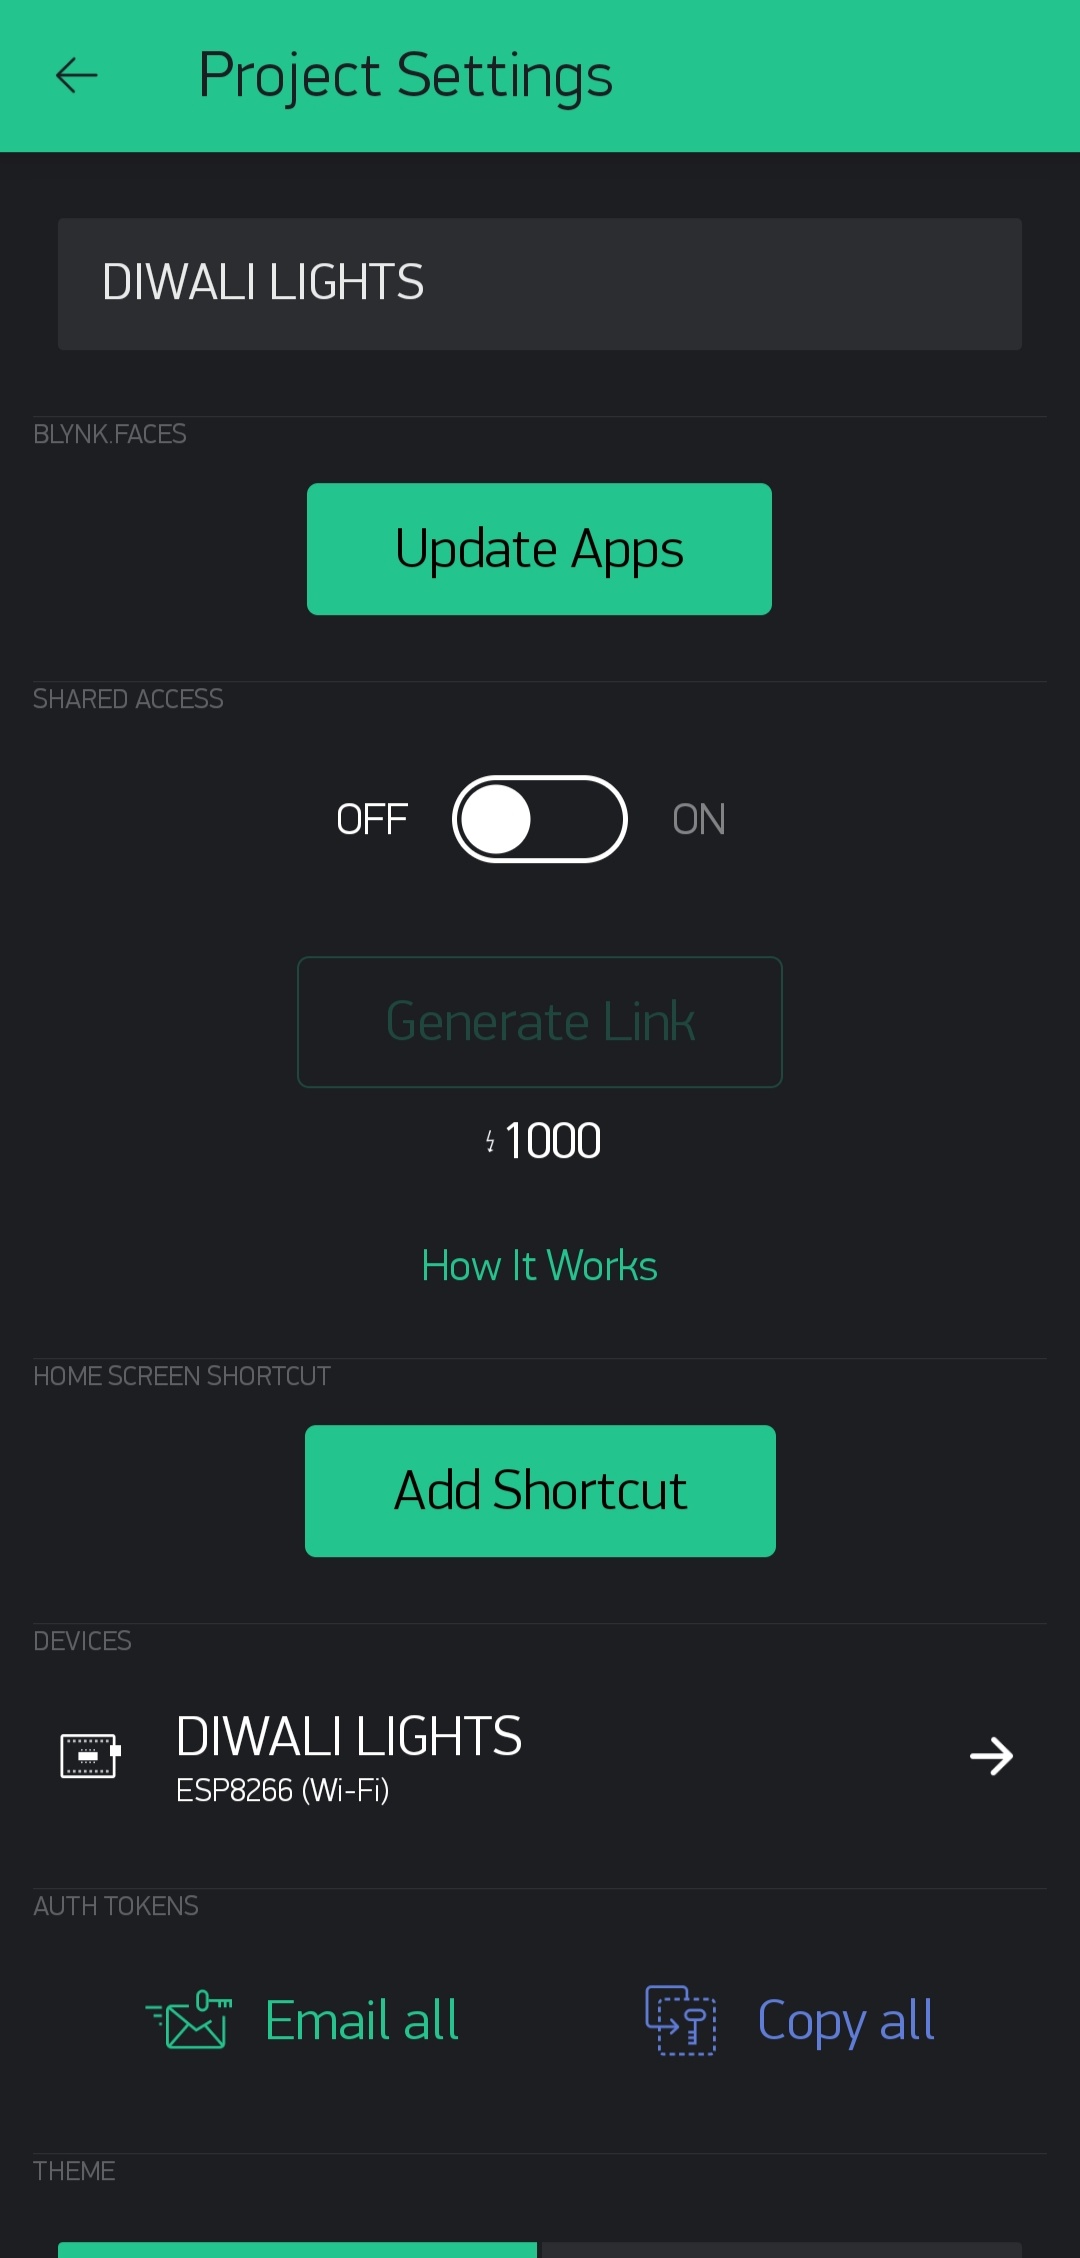 Project Settings
DIWALI LIGHTS
BLYNK.FACES
Update Apps
SHARED ACCESS
OFF ON
Generate Link
1000
How It Works
HOME SCREEN SHORTCUT
Add Shortcut
DEVICES
DIWALI LIGHTS
ESP8266 (Wi-Fi)
AUTH TOKENS
Email all Copy all
THEME